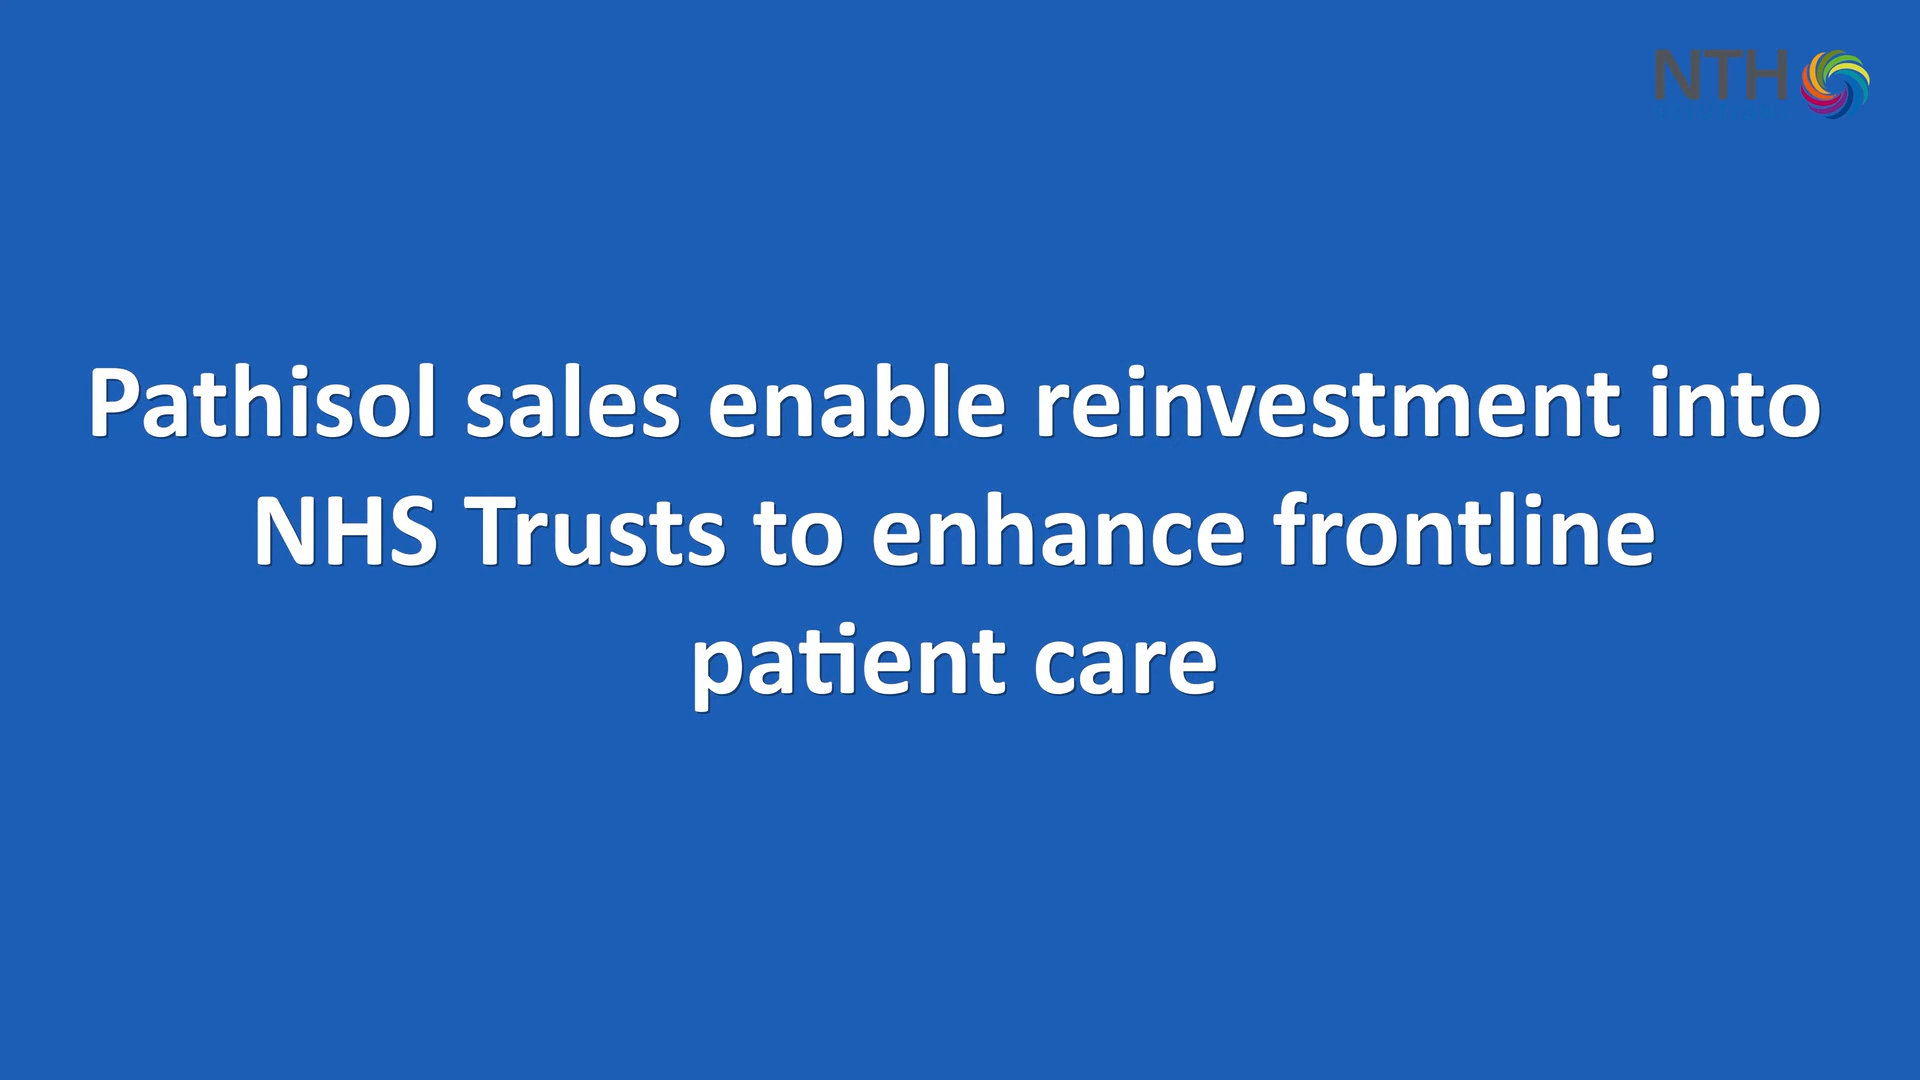 NTH
Pathisol sales enable reinvestment into
NHS Trusts to enhance frontline
patient care